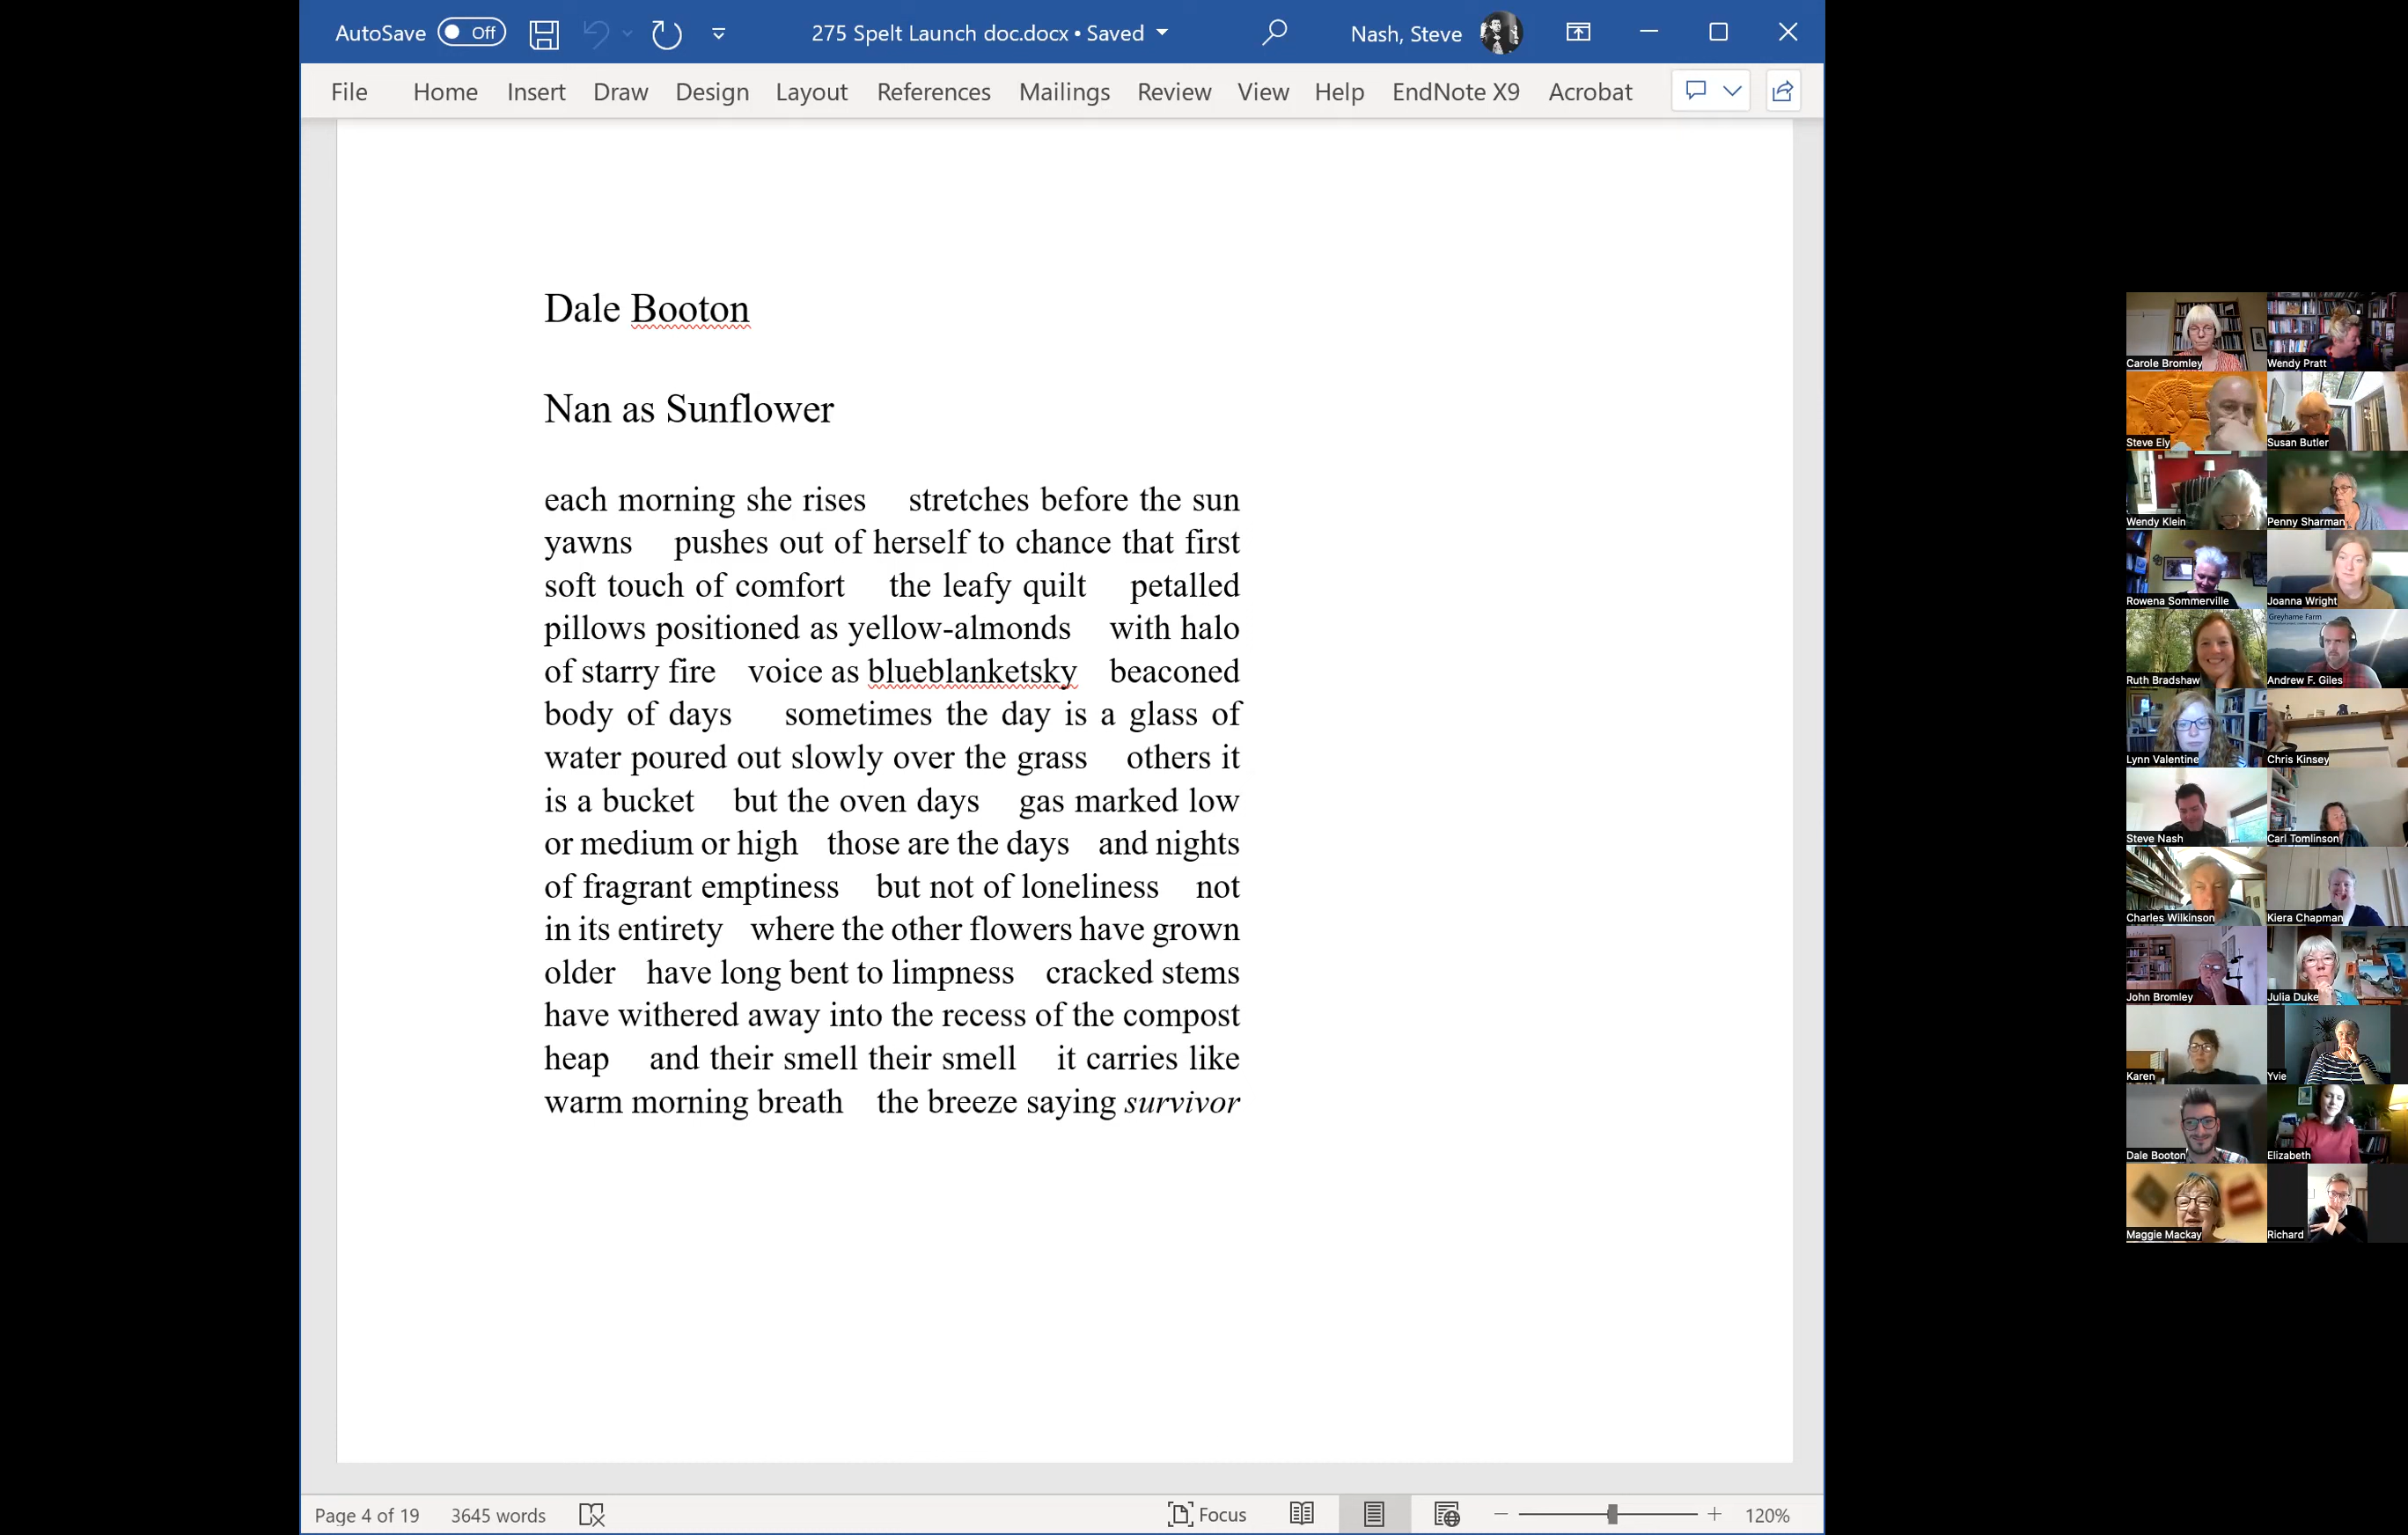 AutoSave Off 275 Spelt Launch doc.docx • Saved Nash, Steve
File Home Insert Draw Design Layout References Mailings Review View Help EndNote X9 Acrobat
Dale Booton
Nan as Sunflower
each morning she rises stretches before the sun
yawns pushes out of herself to chance that first
soft touch of comfort the leafy quilt petalled
pillows positioned as yellow-almonds with halo
of starry fire voice as blueblanketsky beaconed
body of days sometimes the day is a glass of
water poured out slowly over the grass others it
is a bucket but the oven days gas marked low
or medium or high those are the days and nights
of fragrant emptiness but not of loneliness not
in its entirety where the other flowers have grown
older have long bent to limpness cracked stems
have withered away into the recess of the compost
heap and their smell their smell it carries like
warm morning breath the breeze saying survivor
Page 4 of 19 3645 words Focus 120%
Carole Bromley Wendy Pratt
Steve Ely Susan Butler
Wendy Klein Penny Sharman
Rowena Sommerville Joanna Wright
Greyhame Farm
Ruth Bradshaw Andrew F. Giles
Lynn Valentine Chris Kinsey
Steve Nash Carl Tomlinson
Charles Wilkinson Kiera Chapman
John Bromley Julia Duke
Karen Yvie
Dale Booton Elizabeth
Maggie Mackay Richard